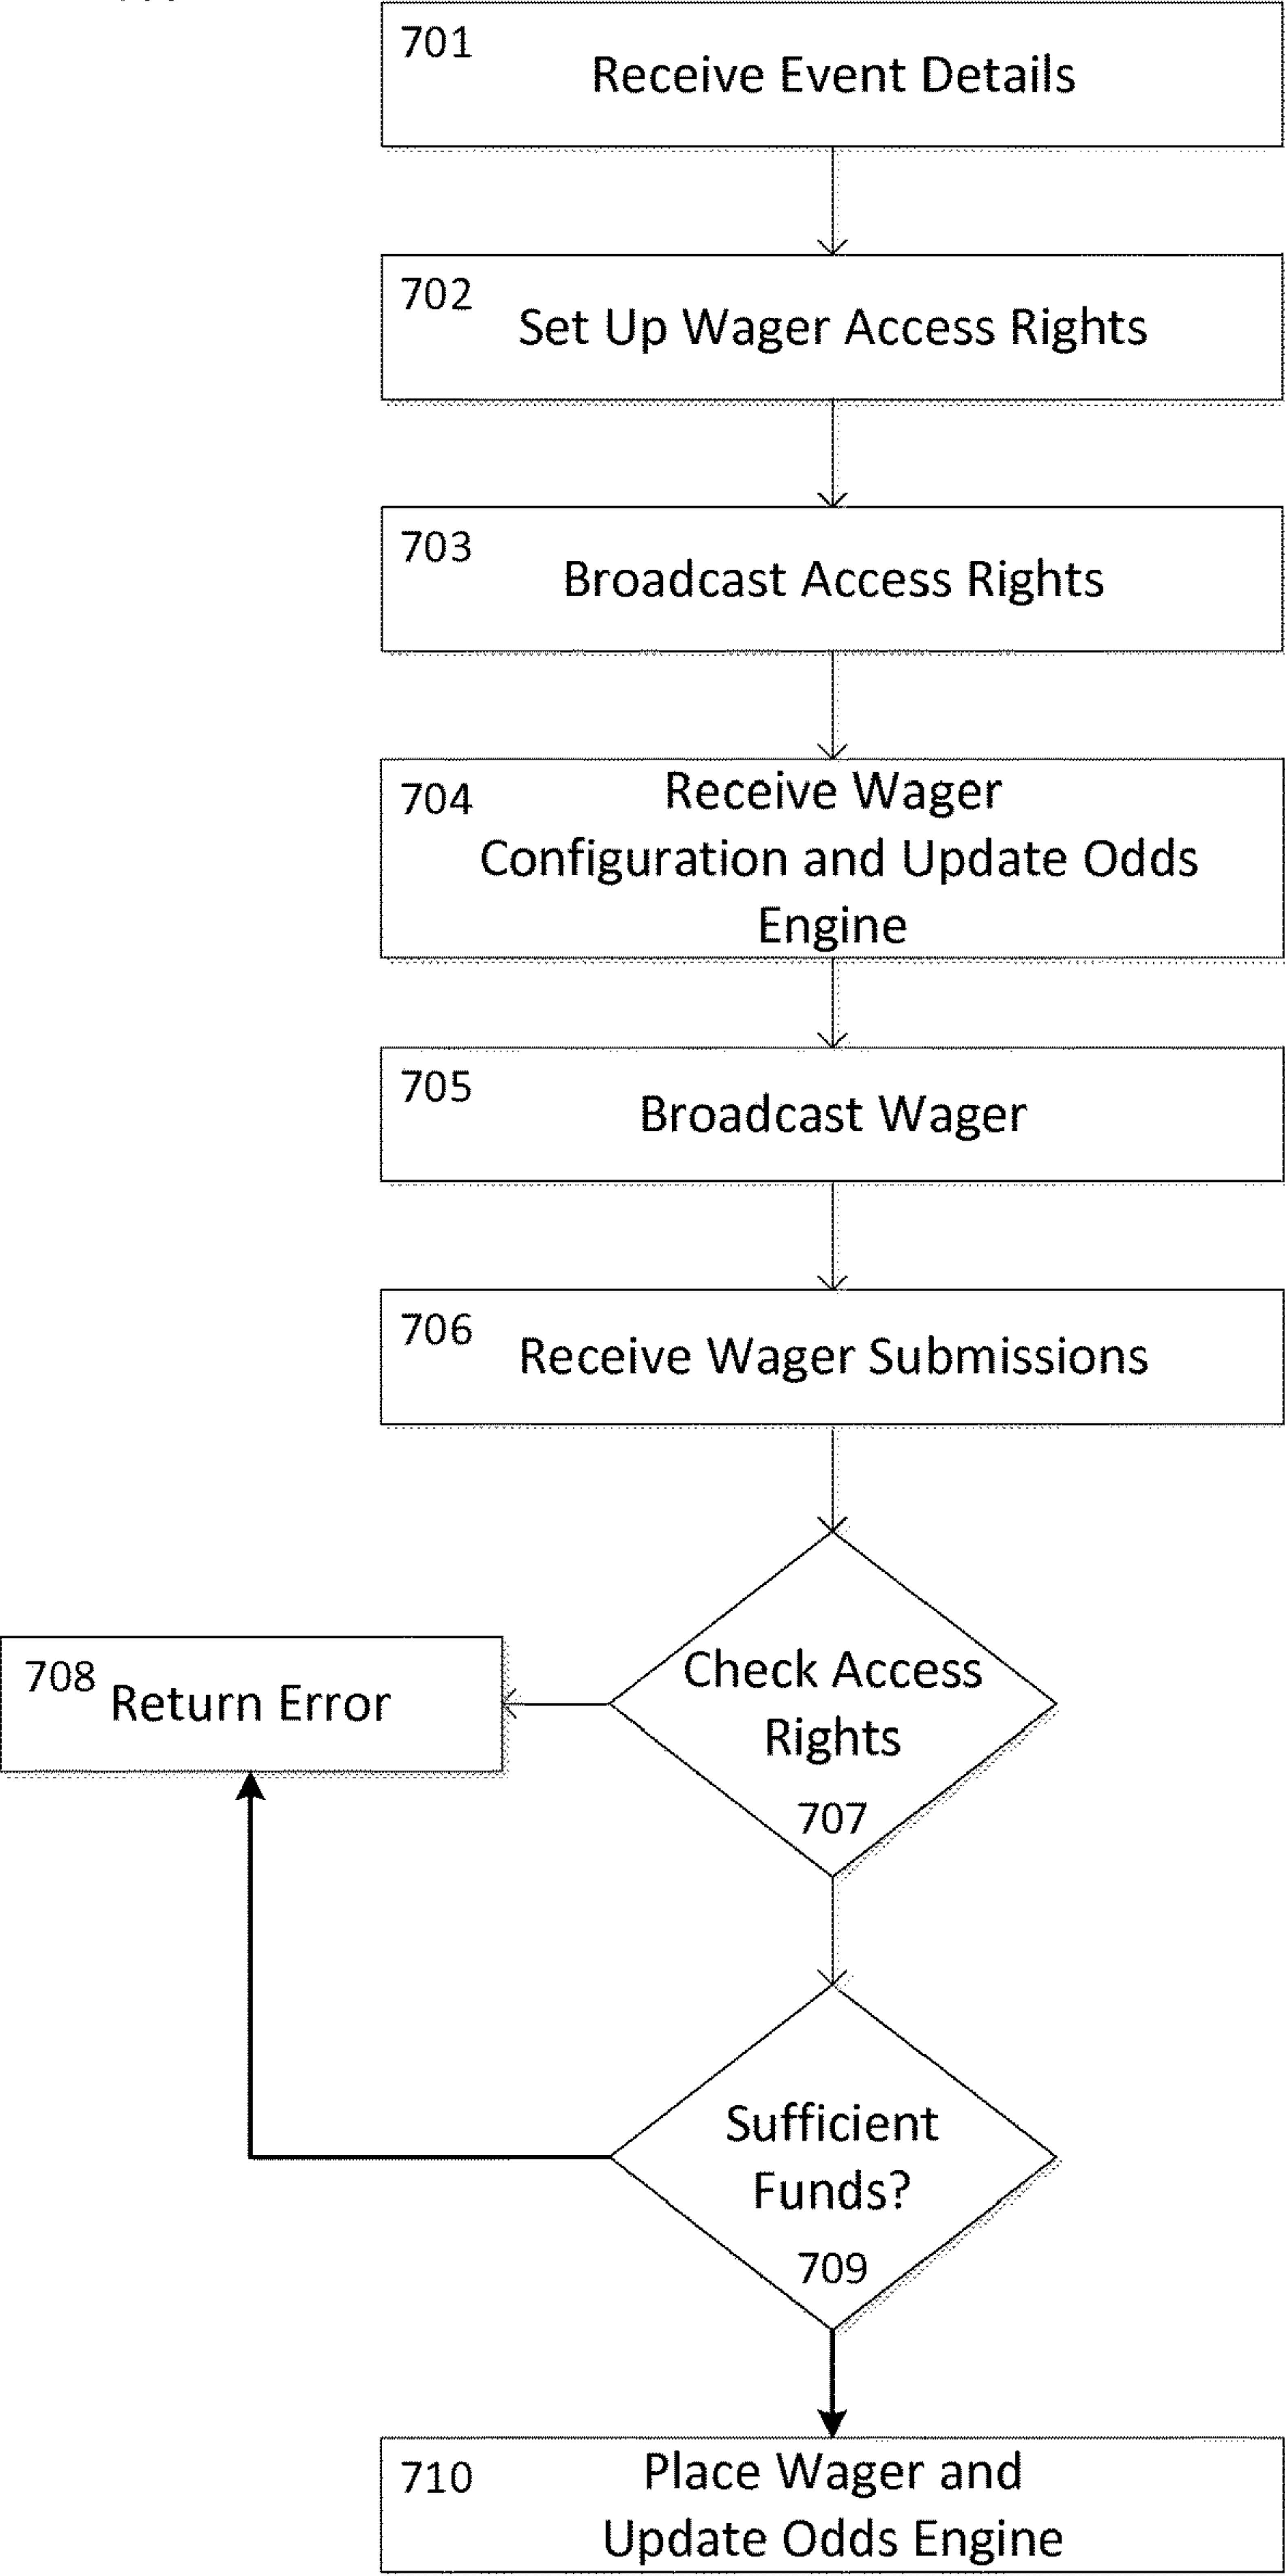 701
Receive Event Details
702
Set Up Wager Access Rights
703
Broadcast Access Rights
704
Receive Wager
Configuration and Update Odds
Engine
705
Broadcast Wager
706
Receive Wager Submissions
Check Access
Rights
707
708
Return Error
Sufficient
Funds?
709
710
Place Wager and
Update Odds Engine